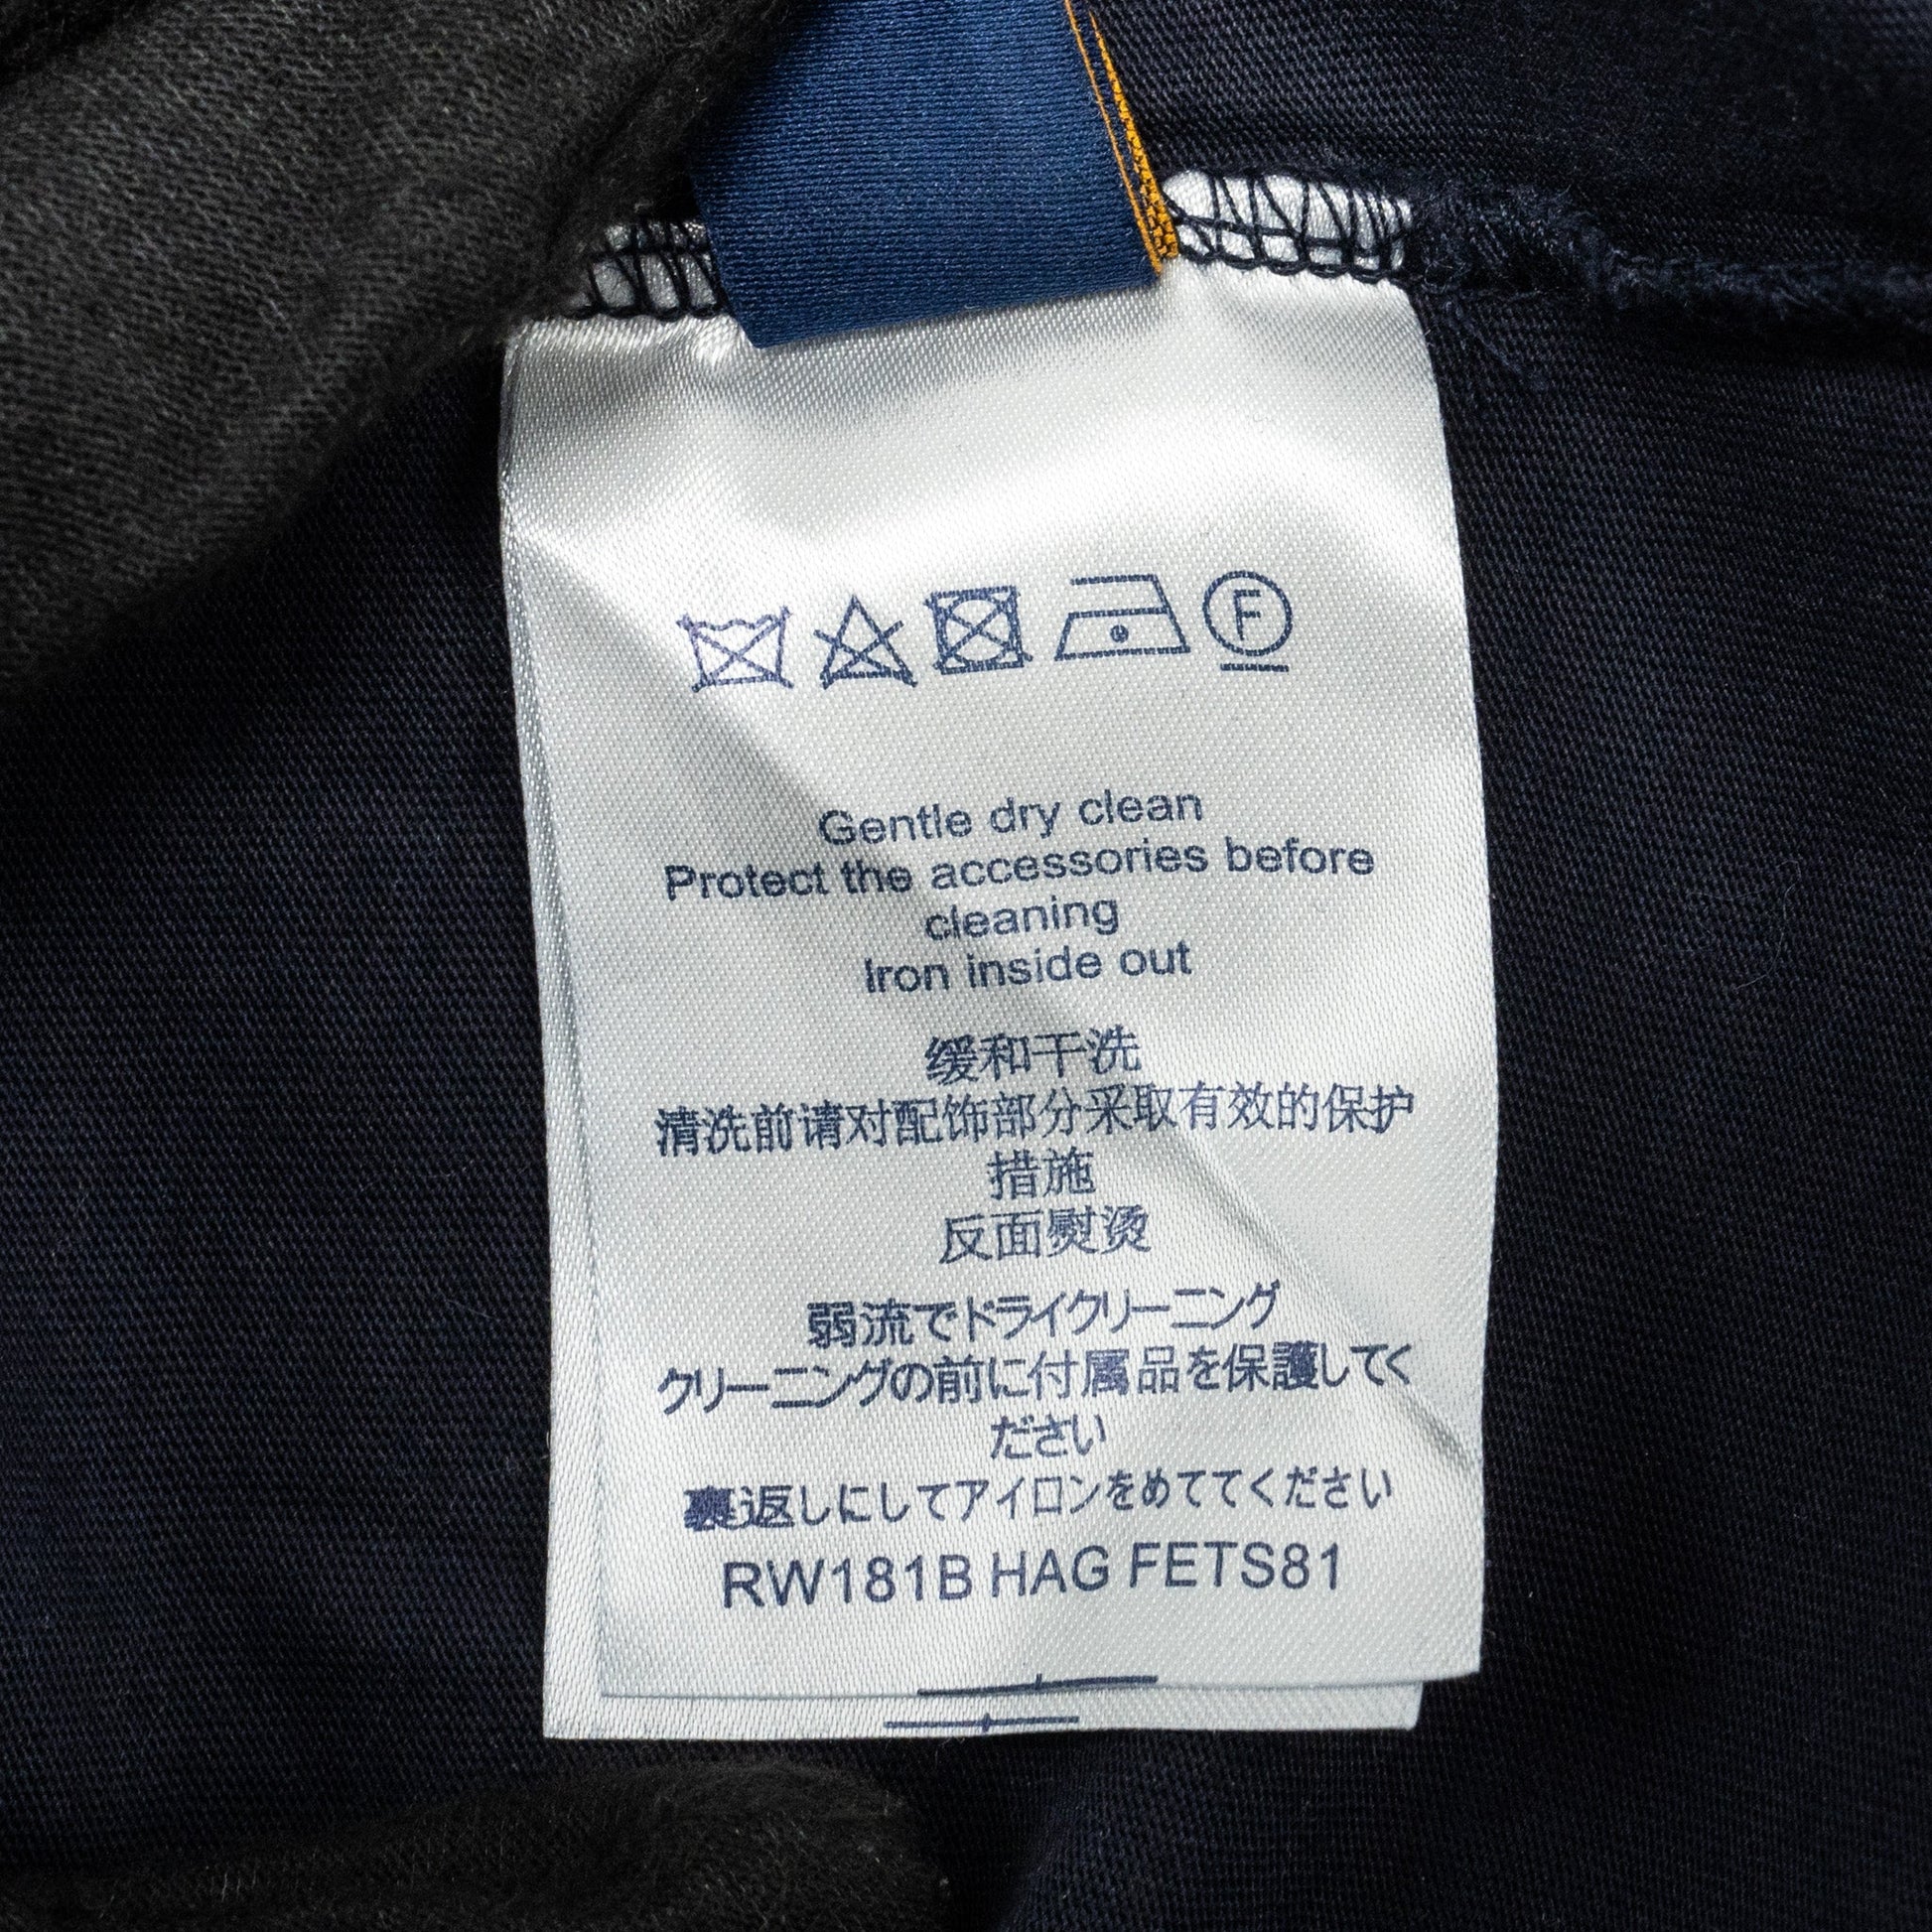 F
Gentle dry clean
Protect the accessories before
cleaning
Iron inside out
缓和干洗
清洗前请对配饰部分采取有效的保护
措施
反面熨烫
弱流でドライクリーニング
クリーニングの前に付属品を保護してく
ださい
裏返しにしてアイロンをめててください
RW181B HAG FETS81